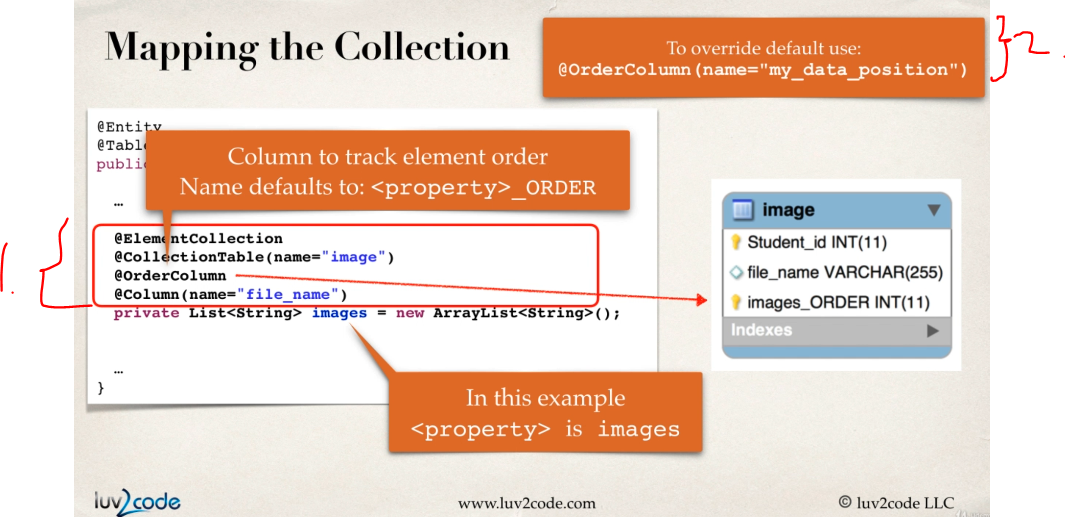 Mapping the Collection
To override default use:
@OrderColumn(name="my_data_position")
2.
@Entity
@Tabl
publi
Column to track element order
Name defaults to: <property>_ORDER
…
1.
@ElementCollection
@CollectionTable(name="image")
@OrderColumn
@Column(name="file_name")
private List<String> images = new ArrayList<String>();
…
}
image
Student_id INT(11)
file_name VARCHAR(255)
images_ORDER INT(11)
Indexes
In this example
<property> is images
luv2code
www.luv2code.com
© luv2code LLC